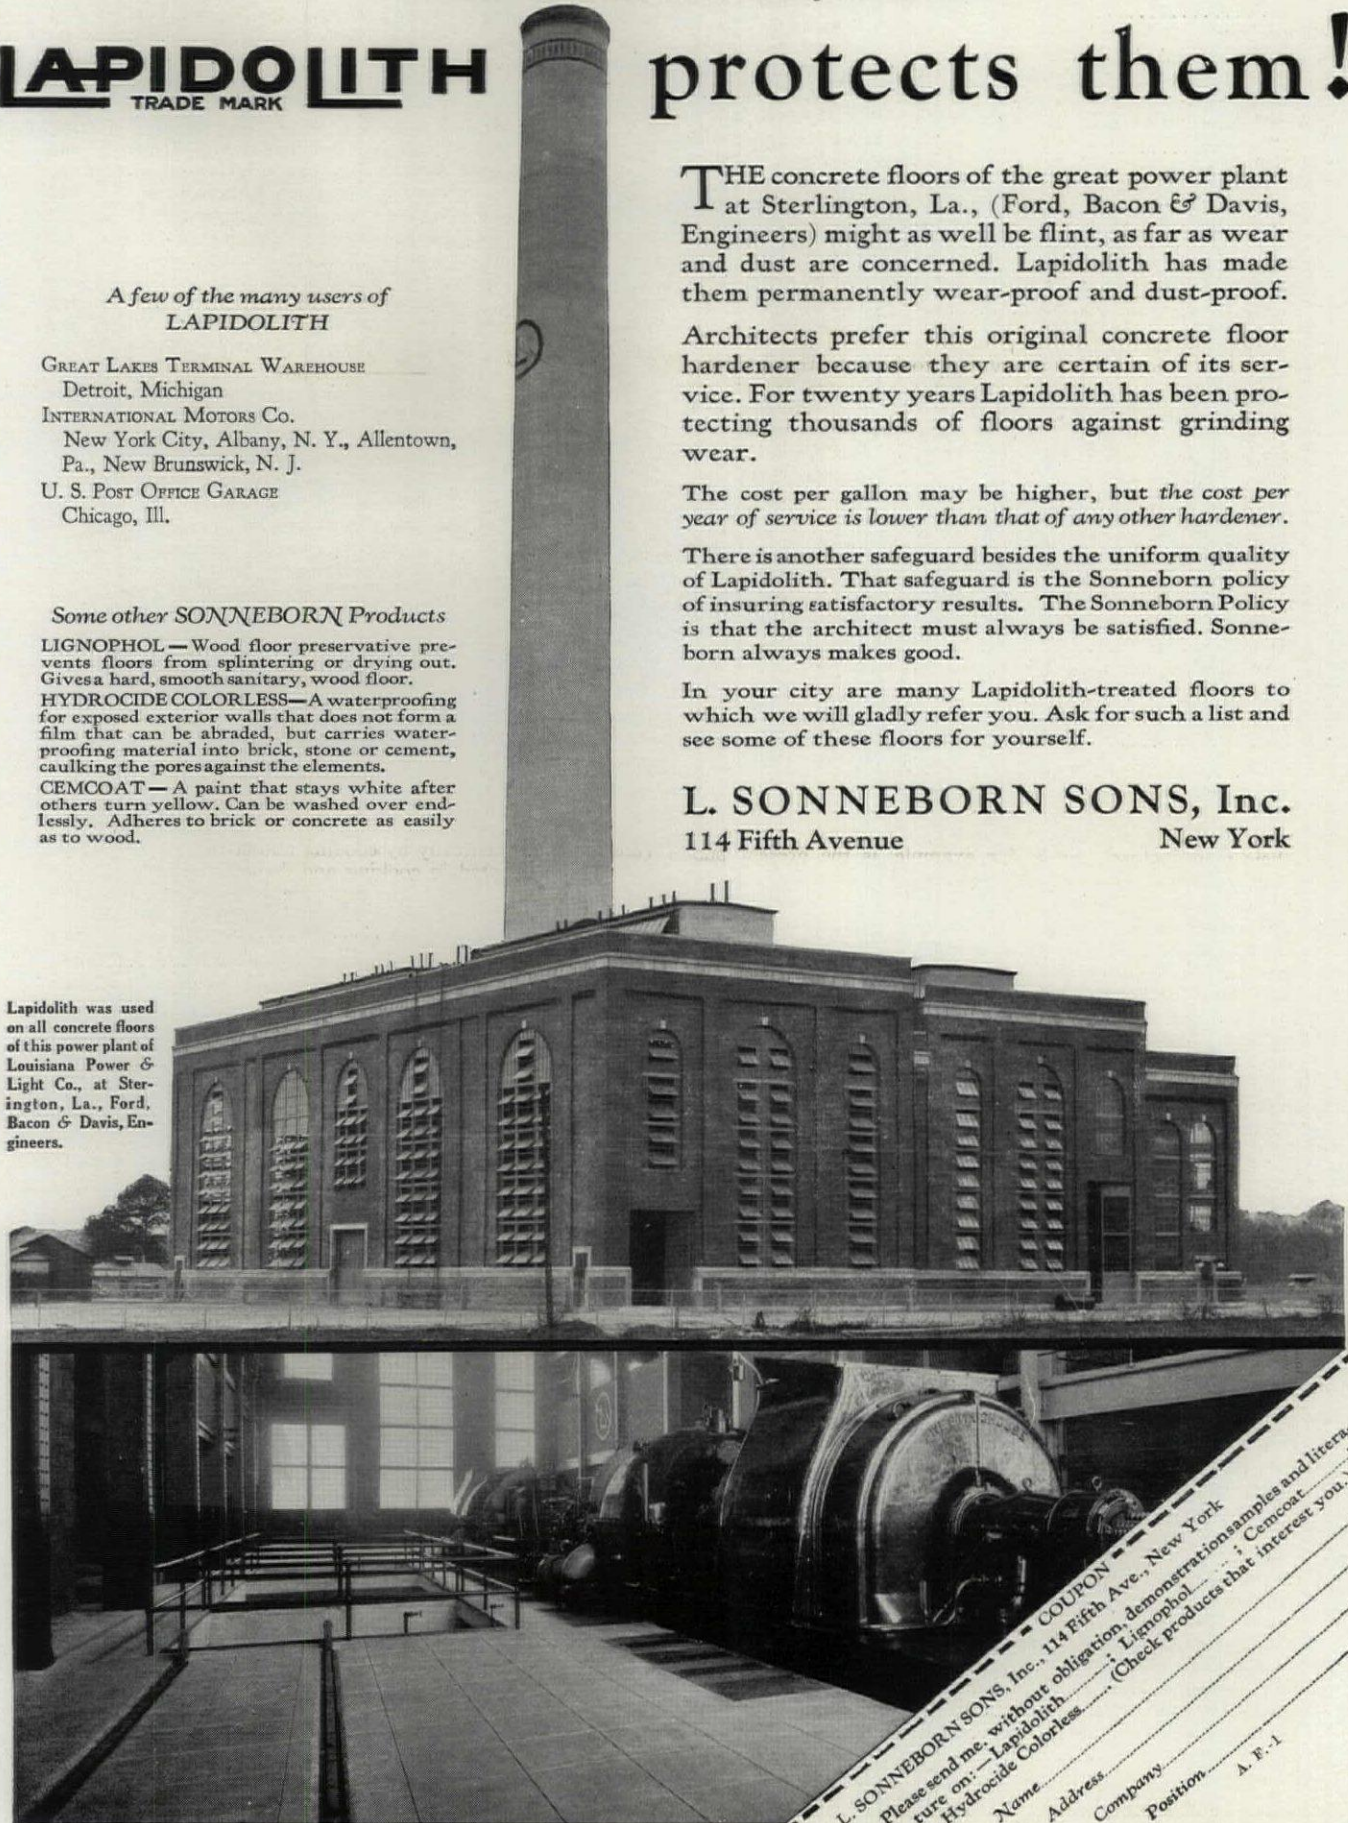 LAPIDOLITH
TRADE MARK
protects them!
THE concrete floors of the great power plant
at Sterlington, La., (Ford, Bacon & Davis,
Engineers) might as well be flint, as far as wear
and dust are concerned. Lapidolith has made
them permanently wear-proof and dust-proof.
Architects prefer this original concrete floor
hardener because they are certain of its ser-
vice. For twenty years Lapidolith has been pro-
tecting thousands of floors against grinding
wear.
The cost per gallon may be higher, but the cost per
year of service is lower than that of any other hardener.
There is another safeguard besides the uniform quality
of Lapidolith. That safeguard is the Sonneborn policy
of insuring satisfactory results. The Sonneborn Policy
is that the architect must always be satisfied. Sonne-
born always makes good.
In your city are many Lapidolith-treated floors to
which we will gladly refer you. Ask for such a list and
see some of these floors for yourself.
L. SONNEBORN SONS, Inc.
114 Fifth Avenue New York
A few of the many users of
LAPIDOLITH
GREAT LAKES TERMINAL WAREHOUSE
Detroit, Michigan
INTERNATIONAL MOTORS CO.
New York City, Albany, N. Y., Allentown,
Pa., New Brunswick, N. J.
U. S. POST OFFICE GARAGE
Chicago, Ill.
Some other SONNEBORN Products
LIGNOPHOL—Wood floor preservative pre-
vents floors from splintering or drying out.
Gives a hard, smooth sanitary, wood floor.
HYDROCIDE COLORLESS—A waterproofing
for exposed exterior walls that does not form a
film that can be abraded, but carries water-
proofing material into brick, stone or cement,
caulking the pores against the elements.
CEMCOAT—A paint that stays white after
others turn yellow. Can be washed over end-
lessly. Adheres to brick or concrete as easily
as to wood.
Lapidolith was used
on all concrete floors
of this power plant of
Louisiana Power &
Light Co., at Ster-
ington, La., Ford,
Bacon & Davis, En-
gineers.
COUPON
L. SONNEBORN SONS, Inc., 114 Fifth Ave., New York
Please send me, without obligation, demonstration samples and litera-
ture on:—Lapidolith........; Lignophol........; Cemcoat........
Hydrocide Colorless........ (Check products that interest you.)
Name
Address
Company
Position
A. F.-1